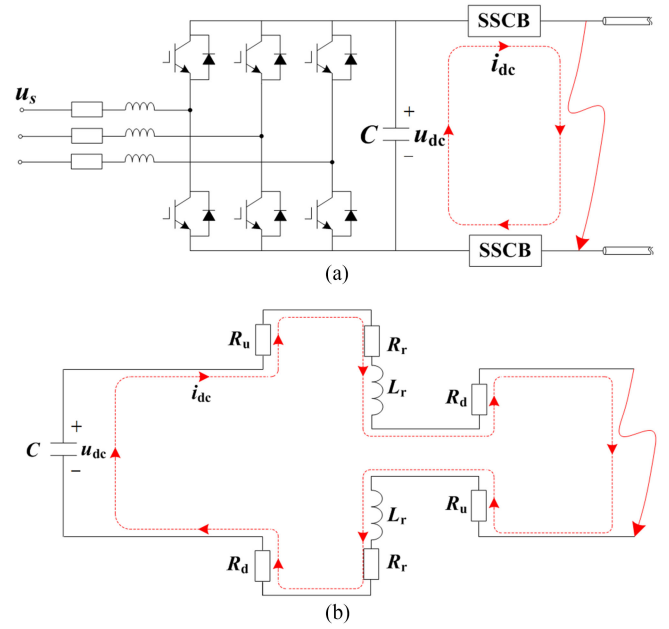 SSCB
i_dc
u_s
+
C u_dc
−
SSCB
(a)
R_u R_r
i_dc L_r R_d
+
C u_dc
−
L_r R_u
R_d R_r
(b)